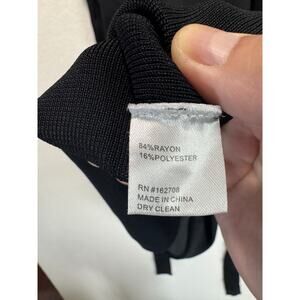 84%RAYON
16%POLYESTER
RN #162708
MADE IN CHINA
DRY CLEAN